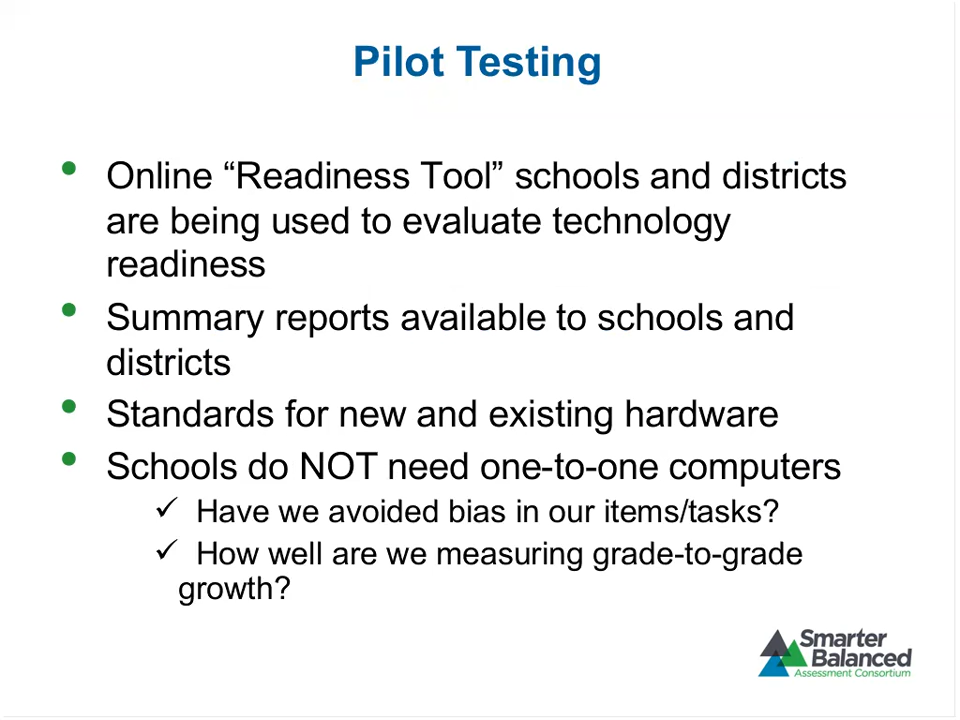 Pilot Testing
• Online “Readiness Tool” schools and districts
are being used to evaluate technology
readiness
• Summary reports available to schools and
districts
• Standards for new and existing hardware
• Schools do NOT need one-to-one computers
✓ Have we avoided bias in our items/tasks?
✓ How well are we measuring grade-to-grade
growth?
Smarter
Balanced
Assessment Consortium